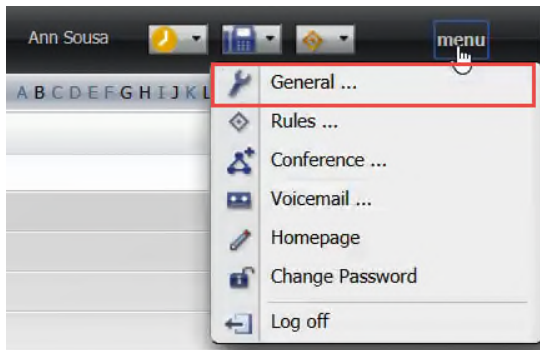 Ann Sousa
menu
A B C D E F G H I J K L
General ...
Rules ...
Conference ...
Voicemail ...
Homepage
Change Password
Log off